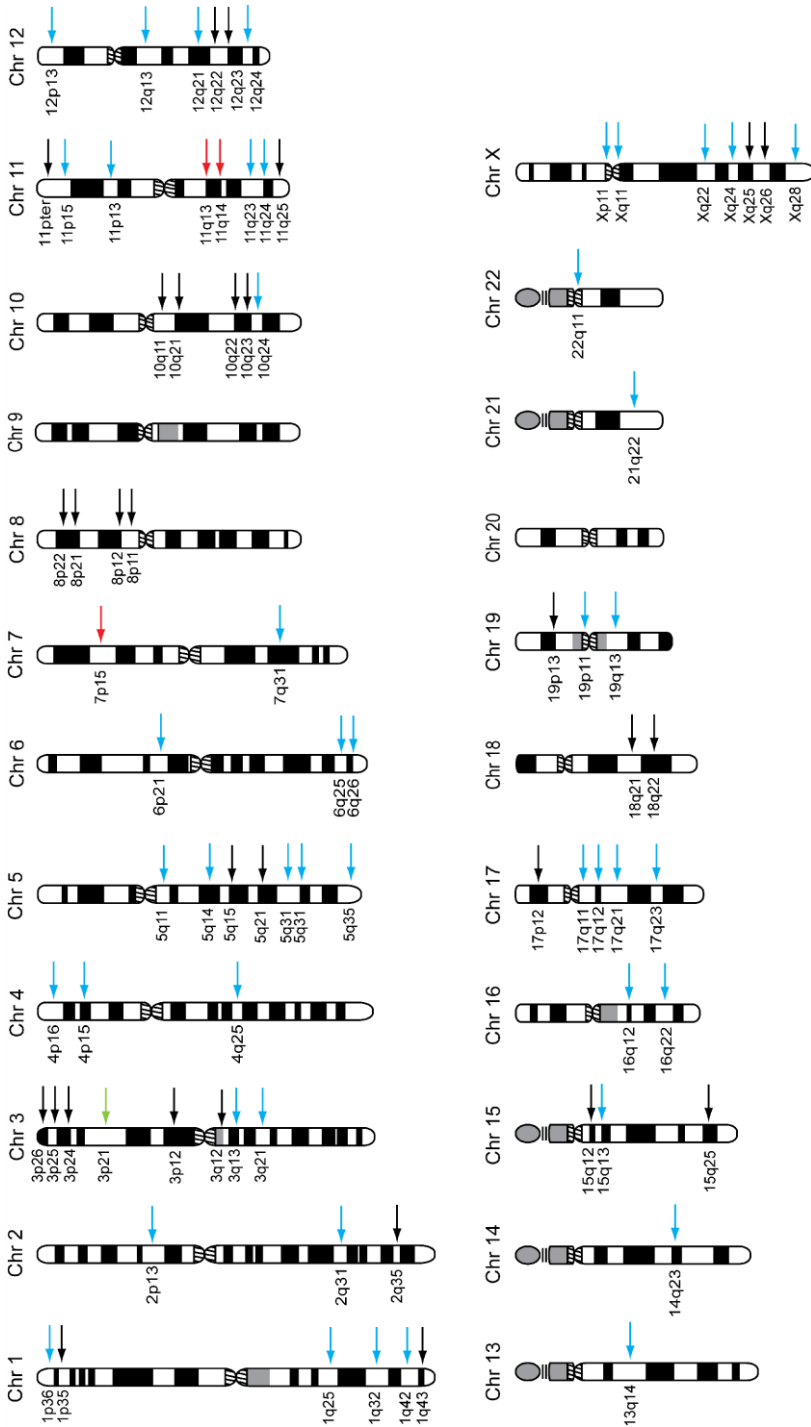 Chr 1
1p36
1p35
1q25
1q32
1q42
1q43
Chr 2
2p13
2q31
2q35
Chr 3
3p26
3p25
3p24
3p21
3p12
3q12
3q13
3q21
Chr 4
4p16
4p15
4q25
Chr 5
5q11
5q14
5q15
5q21
5q31
5q31
5q35
Chr 6
6p21
6q25
6q26
Chr 7
7p15
7q31
Chr 8
8p22
8p21
8p12
8p11
Chr 9
Chr 10
10q11
10q21
10q22
10q23
10q24
Chr 11
11pter
11p15
11p13
11q13
11q14
11q23
11q24
11q25
Chr 12
12p13
12q13
12q21
12q22
12q23
12q24
Chr 13
13q14
Chr 14
14q23
Chr 15
15q12
15q13
15q25
Chr 16
16q12
16q22
Chr 17
17p12
17q11
17q12
17q21
17q23
Chr 18
18q21
18q22
Chr 19
19p13
19p11
19q13
Chr 20
Chr 21
21q22
Chr 22
22q11
Chr X
Xp11
Xq11
Xq22
Xq24
Xq25
Xq26
Xq28